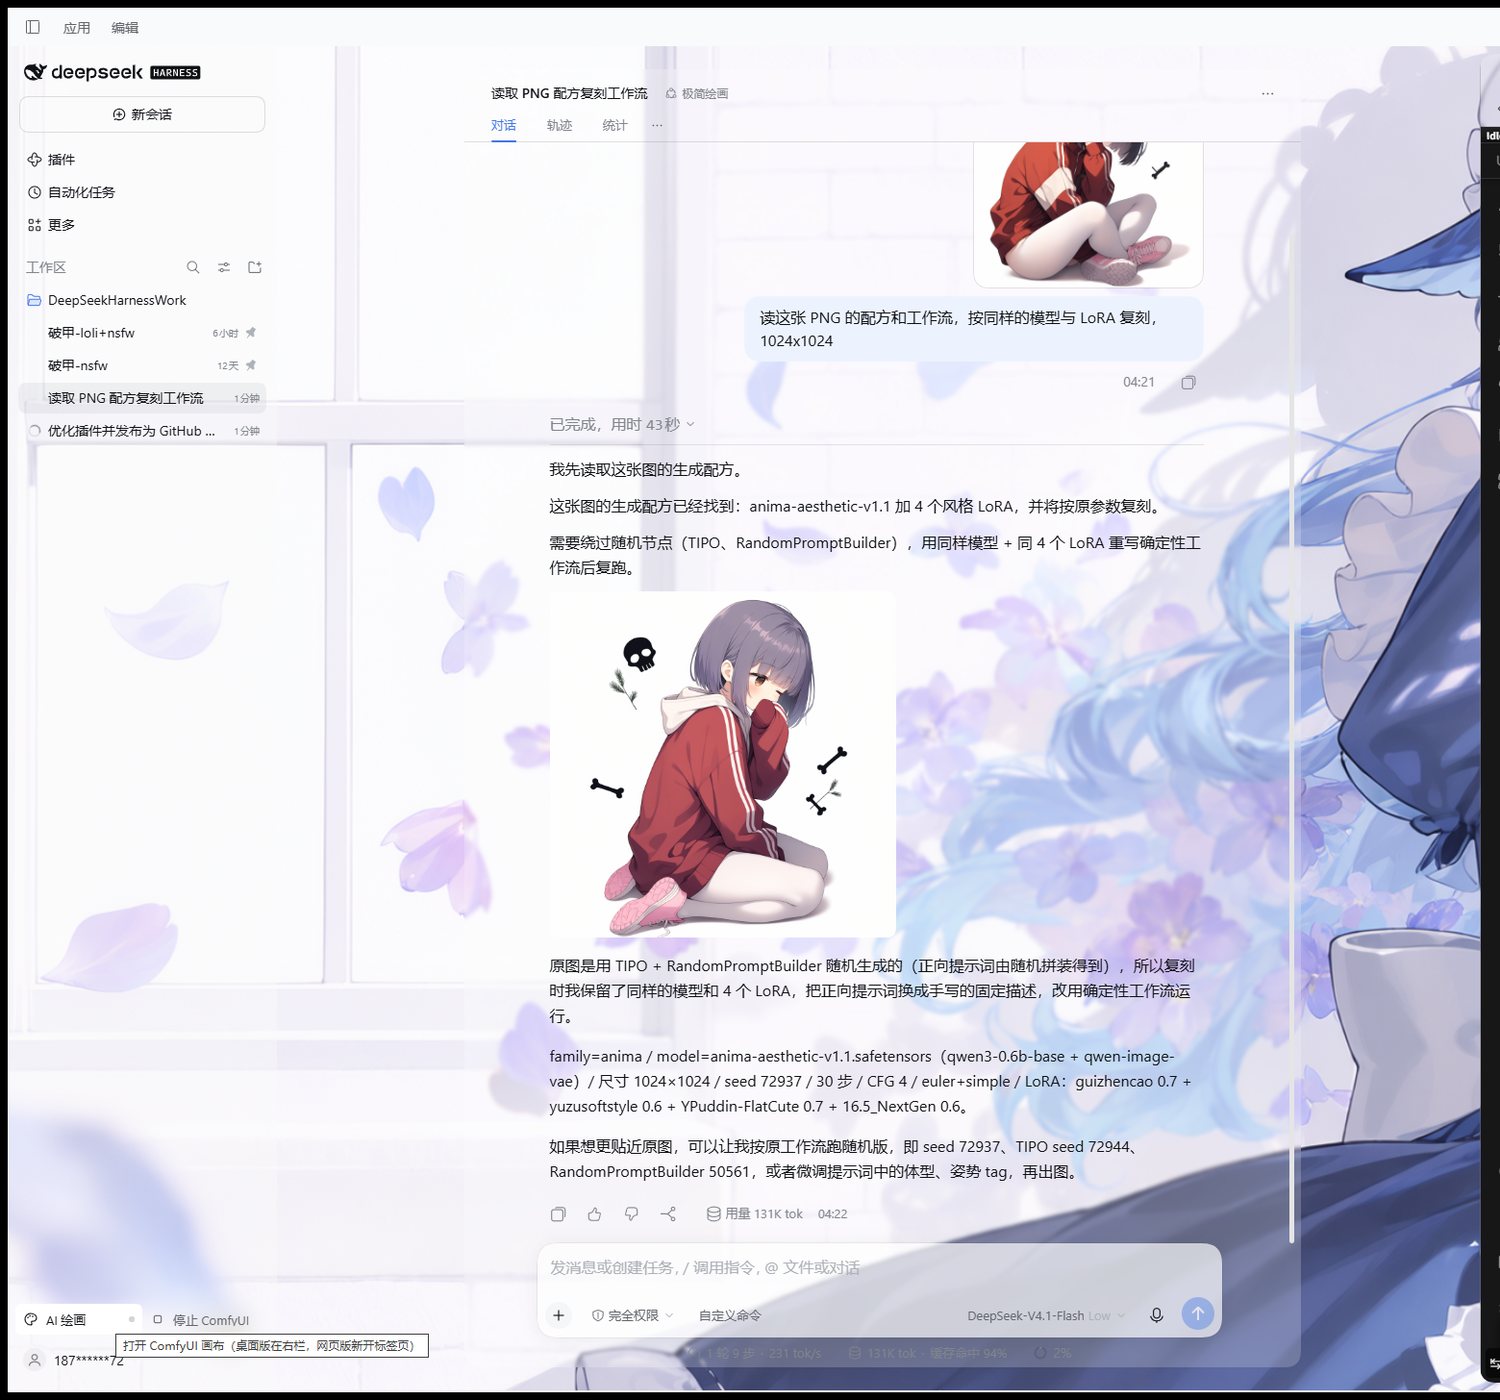 应用 编辑
deepseek HARNESS
新会话
插件
自动化任务
更多
工作区
DeepSeekHarnessWork
破甲-loli+nsfw 6小时
破甲-nsfw 12天
读取 PNG 配方复刻工作流 1分钟
优化插件并发布为 GitHub ... 1分钟
AI 绘画 停止 ComfyUI
打开 ComfyUI 画布（桌面版在右栏，网页版新开标签页）
187******72
读取 PNG 配方复刻工作流 极简绘画 ...
对话 轨迹 统计 ...
读这张 PNG 的配方和工作流，按同样的模型与 LoRA 复刻，
1024x1024
04:21
已完成，用时 43秒
我先读取这张图的生成配方。
这张图的生成配方已经找到：anima-aesthetic-v1.1 加 4 个风格 LoRA，并将按原参数复刻。
需要绕过随机节点（TIPO、RandomPromptBuilder），用同样模型 + 同 4 个 LoRA 重写确定性工
作流后复跑。
原图是用 TIPO + RandomPromptBuilder 随机生成的（正向提示词由随机拼装得到），所以复刻
时我保留了同样的模型和 4 个 LoRA，把正向提示词换成手写的固定描述，改用确定性工作流运
行。
family=anima / model=anima-aesthetic-v1.1.safetensors（qwen3-0.6b-base + qwen-image-
vae）/ 尺寸 1024×1024 / seed 72937 / 30 步 / CFG 4 / euler+simple / LoRA：guizhencao 0.7 +
yuzusoftstyle 0.6 + YPuddin-FlatCute 0.7 + 16.5_NextGen 0.6。
如果想更贴近原图，可以让我按原工作流跑随机版，即 seed 72937、TIPO seed 72944、
RandomPromptBuilder 50561，或者微调提示词中的体型、姿势 tag，再出图。
用量 131K tok 04:22
发消息或创建任务, / 调用指令, @ 文件或对话
完全权限 自定义命令 DeepSeek-V4.1-Flash Low
1 轮 9 步 · 231 tok/s 131K tok · 缓存命中 94% 2%